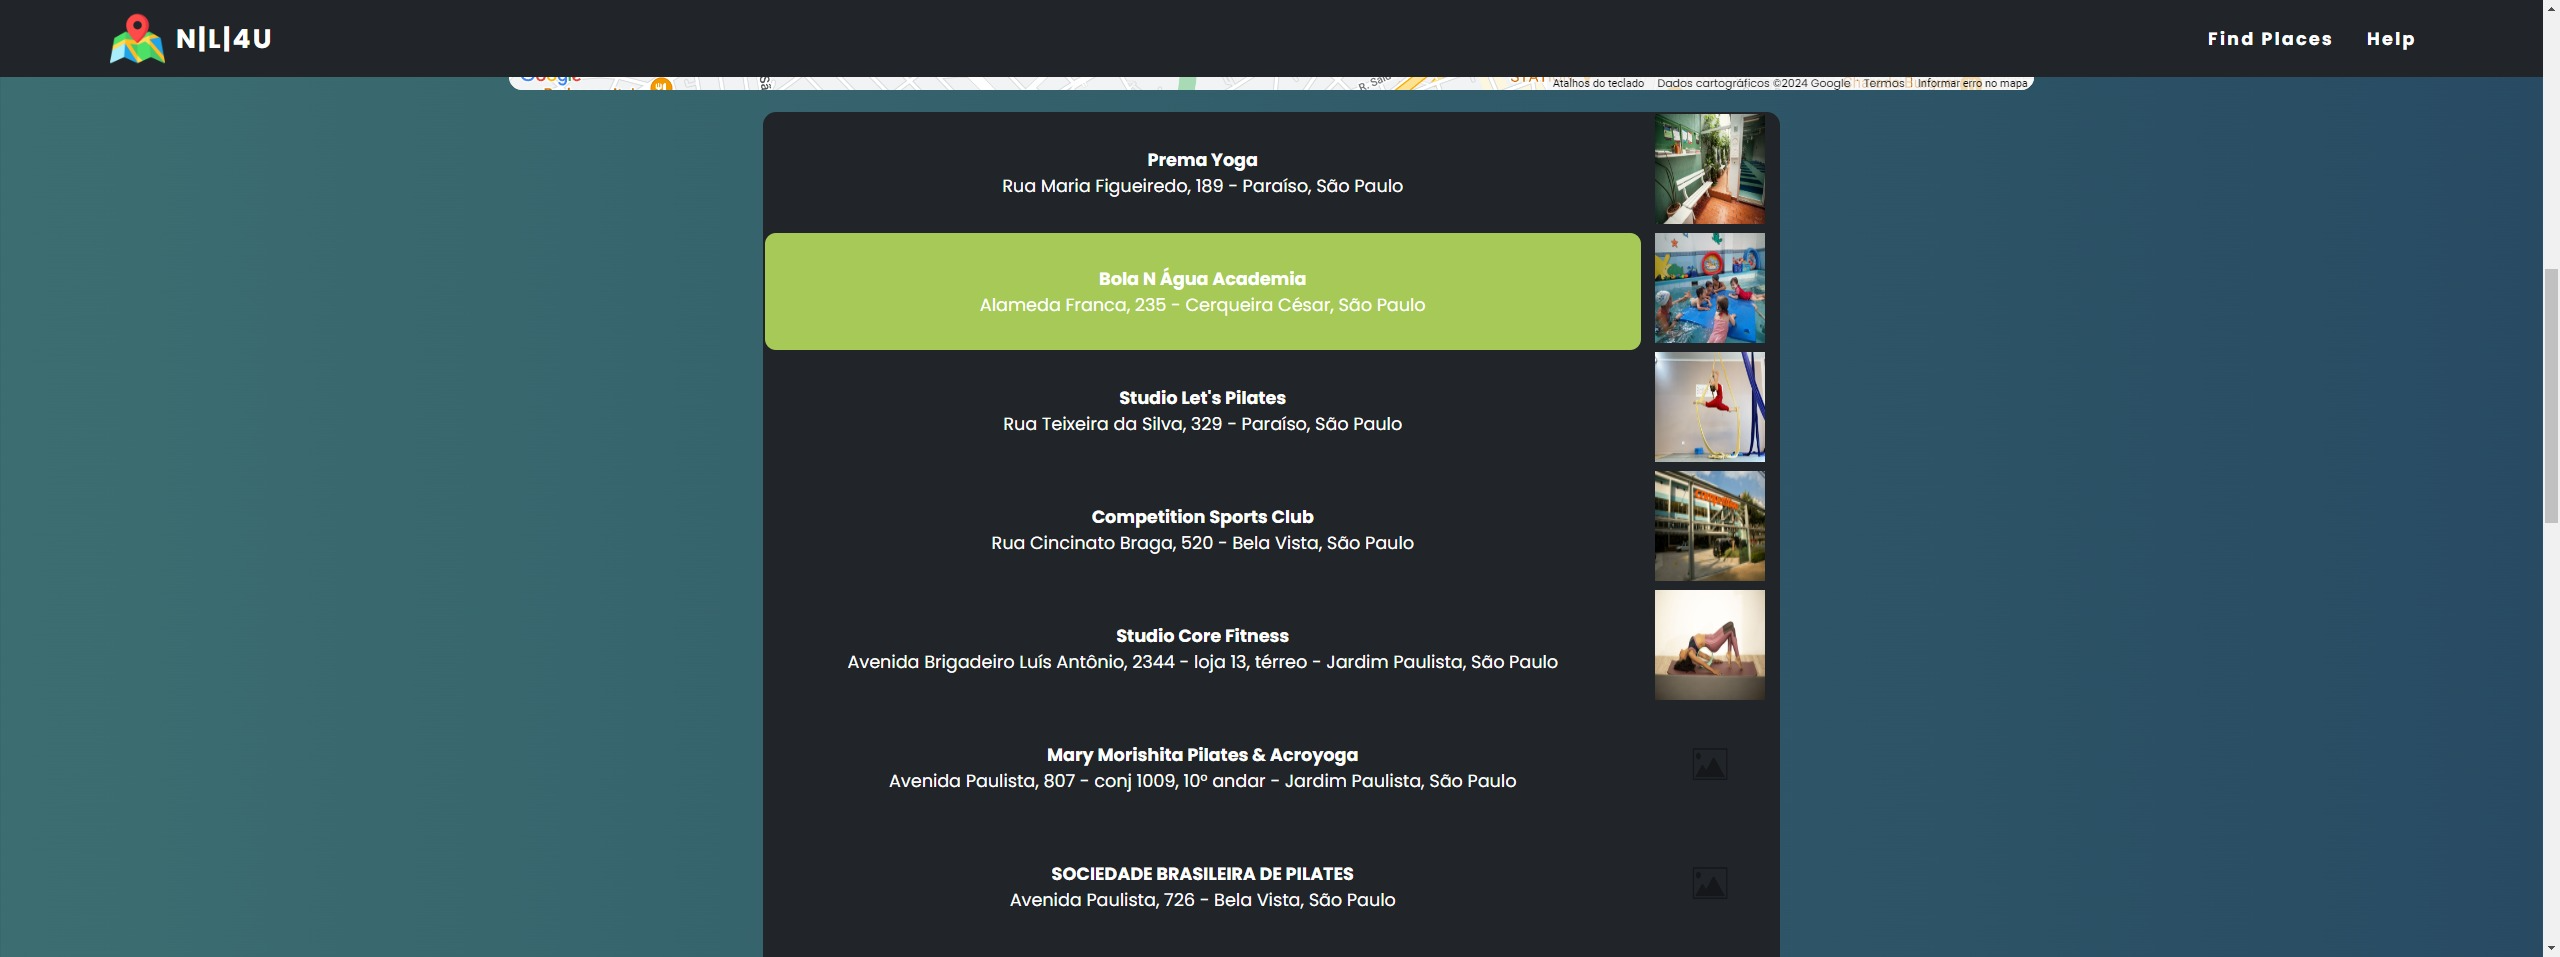 N|L|4U
Find Places
Help
Google
R. São
Atalhos do teclado
Dados cartográficos ©2024 Google
Termos
Informar erro no mapa
Prema Yoga
Rua Maria Figueiredo, 189 - Paraíso, São Paulo
Bola N Água Academia
Alameda Franca, 235 - Cerqueira César, São Paulo
Studio Let's Pilates
Rua Teixeira da Silva, 329 - Paraíso, São Paulo
Competition Sports Club
Rua Cincinato Braga, 520 - Bela Vista, São Paulo
Studio Core Fitness
Avenida Brigadeiro Luís Antônio, 2344 - loja 13, térreo - Jardim Paulista, São Paulo
Mary Morishita Pilates & Acroyoga
Avenida Paulista, 807 - conj 1009, 10º andar - Jardim Paulista, São Paulo
SOCIEDADE BRASILEIRA DE PILATES
Avenida Paulista, 726 - Bela Vista, São Paulo